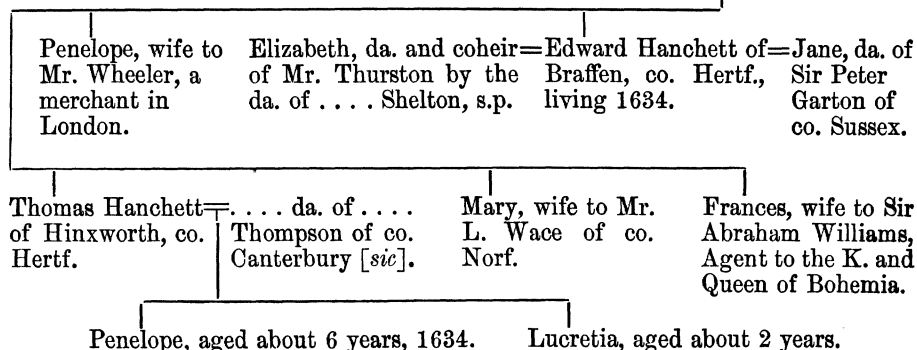 Penelope, wife to
Mr. Wheeler, a
merchant in
London.
Elizabeth, da. and coheir=
of Mr. Thurston by the
da. of .... Shelton, s.p.
Edward Hanchett of=
Braffen, co. Hertf.,
living 1634.
Jane, da. of
Sir Peter
Garton of
co. Sussex.
Thomas Hanchett=
of Hinxworth, co.
Hertf.
.... da. of ....
Thompson of co.
Canterbury [sic].
Mary, wife to Mr.
L. Wace of co.
Norf.
Frances, wife to Sir
Abraham Williams,
Agent to the K. and
Queen of Bohemia.
Penelope, aged about 6 years, 1634.
Lucretia, aged about 2 years.